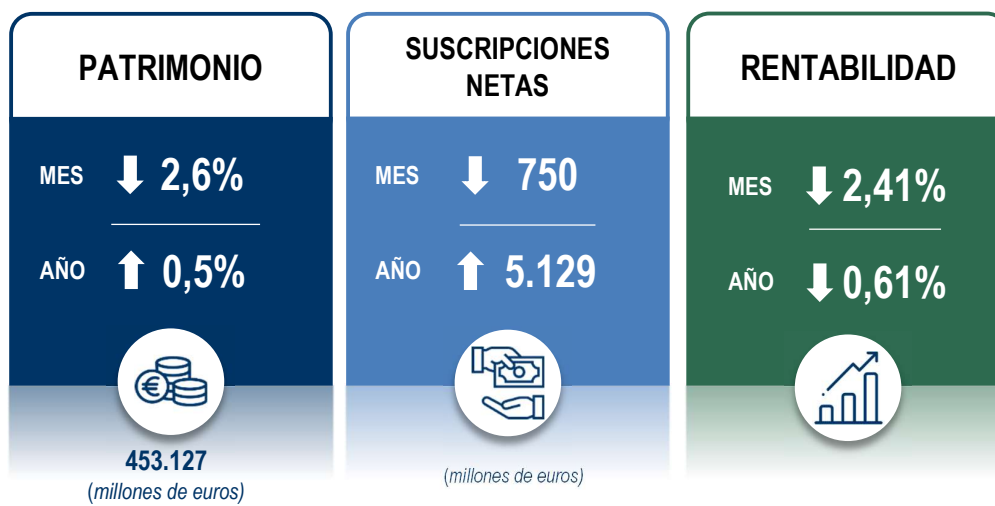 PATRIMONIO
MES ⬇ 2,6%
AÑO ⬆ 0,5%
€
453.127
(millones de euros)
SUSCRIPCIONES
NETAS
MES ⬇ 750
AÑO ⬆ 5.129
(millones de euros)
RENTABILIDAD
MES ⬇ 2,41%
AÑO ⬇ 0,61%